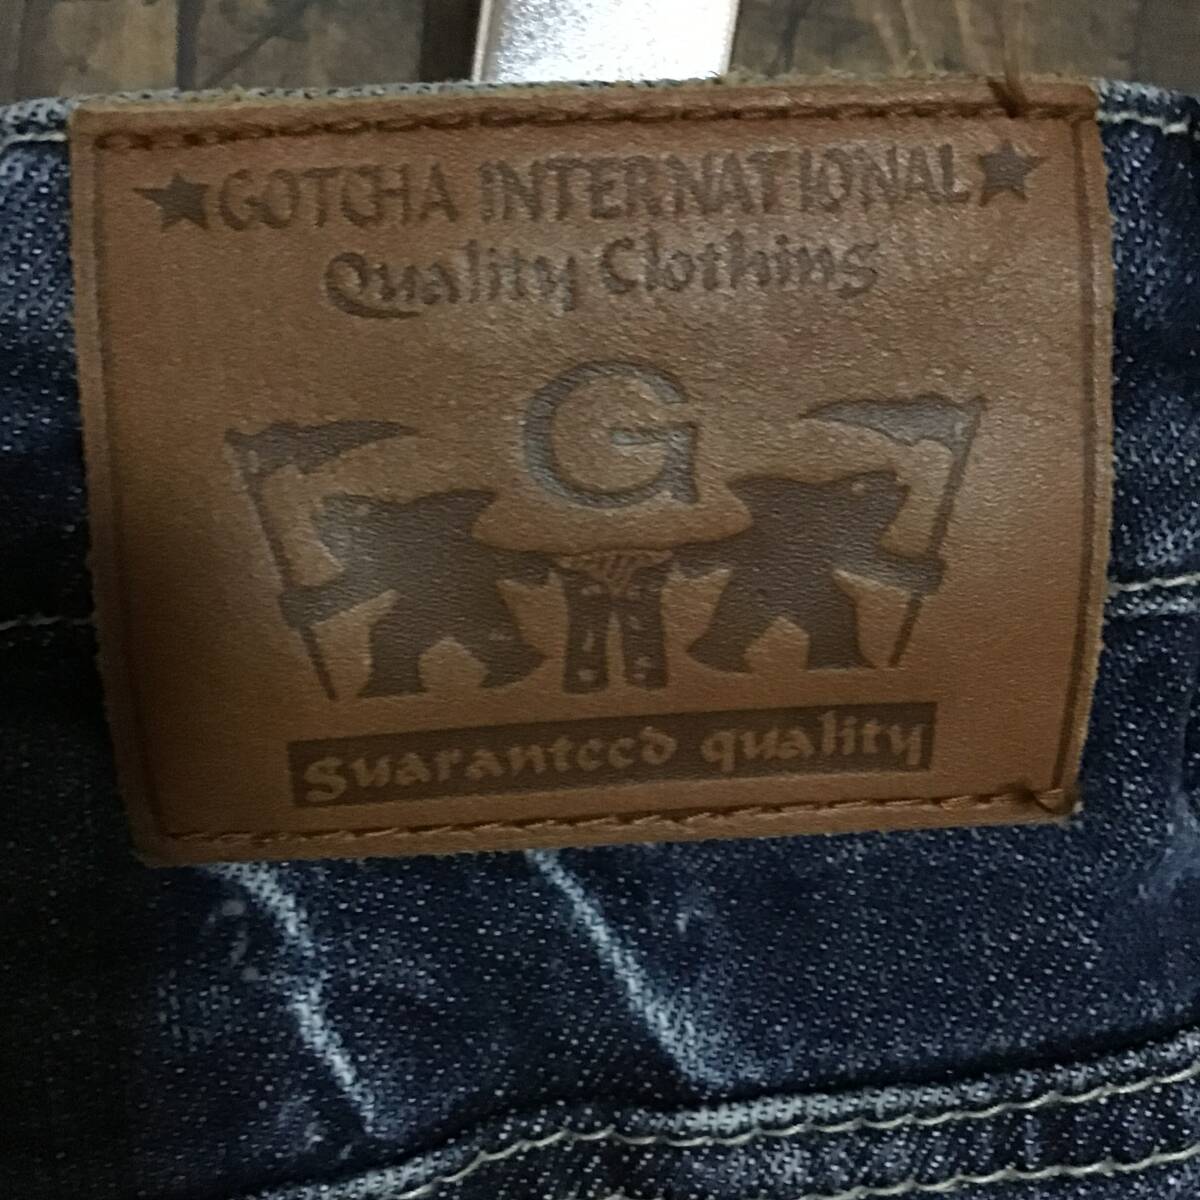 ★GOTCHA INTERNATIONAL★
Quality Clothing
G
Guaranteed quality